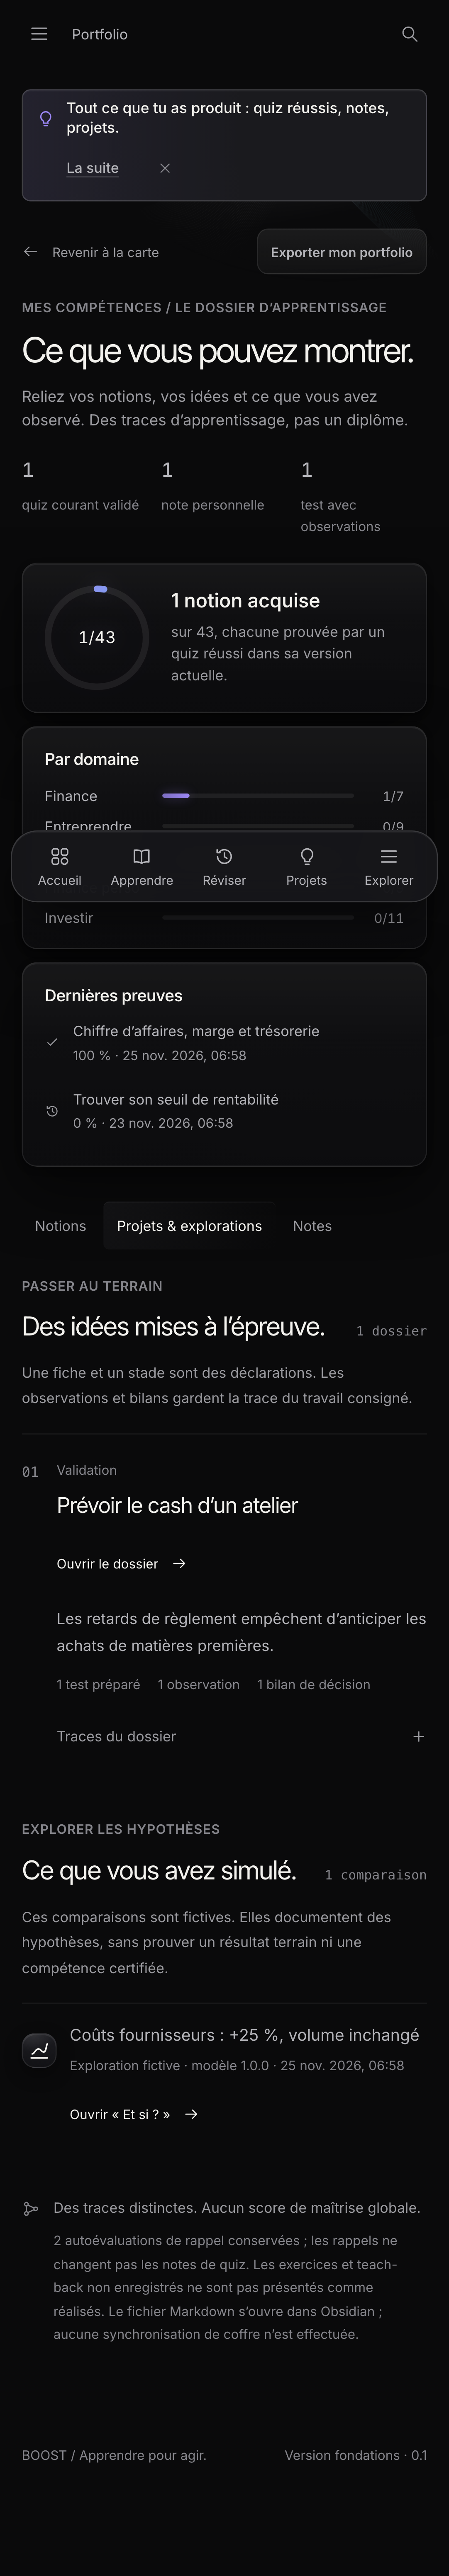 Portfolio
Tout ce que tu as produit : quiz réussis, notes,
projets.
La suite
Revenir à la carte
Exporter mon portfolio
MES COMPÉTENCES / LE DOSSIER D’APPRENTISSAGE
Ce que vous pouvez montrer.
Reliez vos notions, vos idées et ce que vous avez
observé. Des traces d’apprentissage, pas un diplôme.
1
quiz courant validé
1
note personnelle
1
test avec
observations
1/43
1 notion acquise
sur 43, chacune prouvée par un
quiz réussi dans sa version
actuelle.
Par domaine
Finance 1/7
Entreprendre 0/9
Accueil
Apprendre
Réviser
Projets
Explorer
Investir 0/11
Dernières preuves
Chiffre d’affaires, marge et trésorerie
100 % · 25 nov. 2026, 06:58
Trouver son seuil de rentabilité
0 % · 23 nov. 2026, 06:58
Notions
Projets & explorations
Notes
PASSER AU TERRAIN
Des idées mises à l’épreuve.
1 dossier
Une fiche et un stade sont des déclarations. Les
observations et bilans gardent la trace du travail consigné.
01
Validation
Prévoir le cash d’un atelier
Ouvrir le dossier
Les retards de règlement empêchent d’anticiper les
achats de matières premières.
1 test préparé 1 observation 1 bilan de décision
Traces du dossier
EXPLORER LES HYPOTHÈSES
Ce que vous avez simulé.
1 comparaison
Ces comparaisons sont fictives. Elles documentent des
hypothèses, sans prouver un résultat terrain ni une
compétence certifiée.
Coûts fournisseurs : +25 %, volume inchangé
Exploration fictive · modèle 1.0.0 · 25 nov. 2026, 06:58
Ouvrir « Et si ? »
Des traces distinctes. Aucun score de maîtrise globale.
2 autoévaluations de rappel conservées ; les rappels ne
changent pas les notes de quiz. Les exercices et teach-
back non enregistrés ne sont pas présentés comme
réalisés. Le fichier Markdown s’ouvre dans Obsidian ;
aucune synchronisation de coffre n’est effectuée.
BOOST / Apprendre pour agir.
Version fondations · 0.1